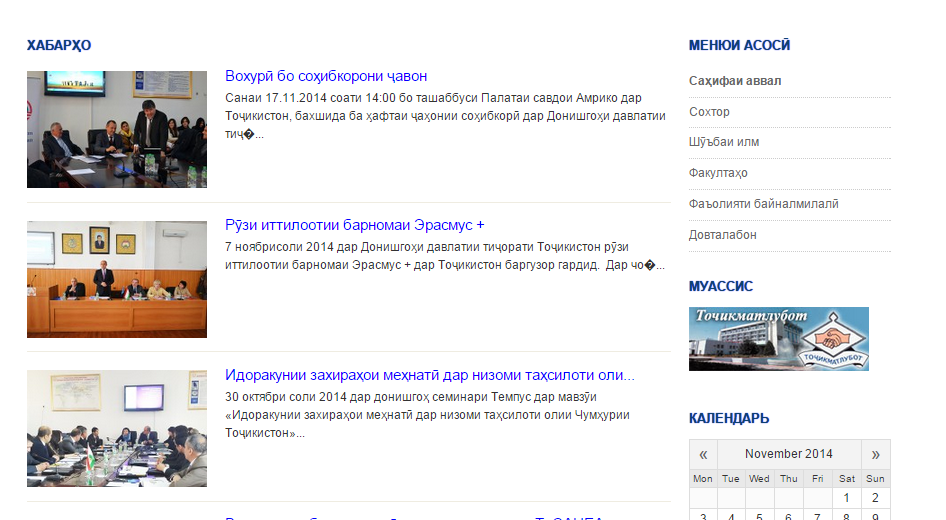 ХАБАРҲО
Вохурӣ бо соҳибкорони ҷавон
Санаи 17.11.2014 соати 14:00 бо ташаббуси Палатаи савдои Амрико дар
Тоҷикистон, бахшида ба ҳафтаи ҷаҳонии соҳибкорӣ дар Донишгоҳи давлатии
тиҷ�...
Рӯзи иттилоотии барномаи Эрасмус +
7 ноябрисоли 2014 дар Донишгоҳи давлатии тиҷорати Тоҷикистон рӯзи
иттилоотии барномаи Эрасмус + дар Тоҷикистон баргузор гардид. Дар чо�...
Идоракунии захираҳои меҳнатӣ дар низоми таҳсилоти оли...
30 октябри соли 2014 дар донишгоҳ семинари Темпус дар мавзӯи
«Идоракунии захираҳои меҳнатӣ дар низоми таҳсилоти олии Ҷумҳурии
Тоҷикистон»...
МЕНЮИ АСОСӢ
Саҳифаи аввал
Сохтор
Шӯъбаи илм
Факултаҳо
Фаъолияти байналмилалӣ
Довталабон
МУАССИС
Точикматлубот
ТОҶИКМАТЛУБОТ
КАЛЕНДАРЬ
« November 2014 »
Mon Tue Wed Thu Fri Sat Sun
1 2
3 4 5 6 7 8 9